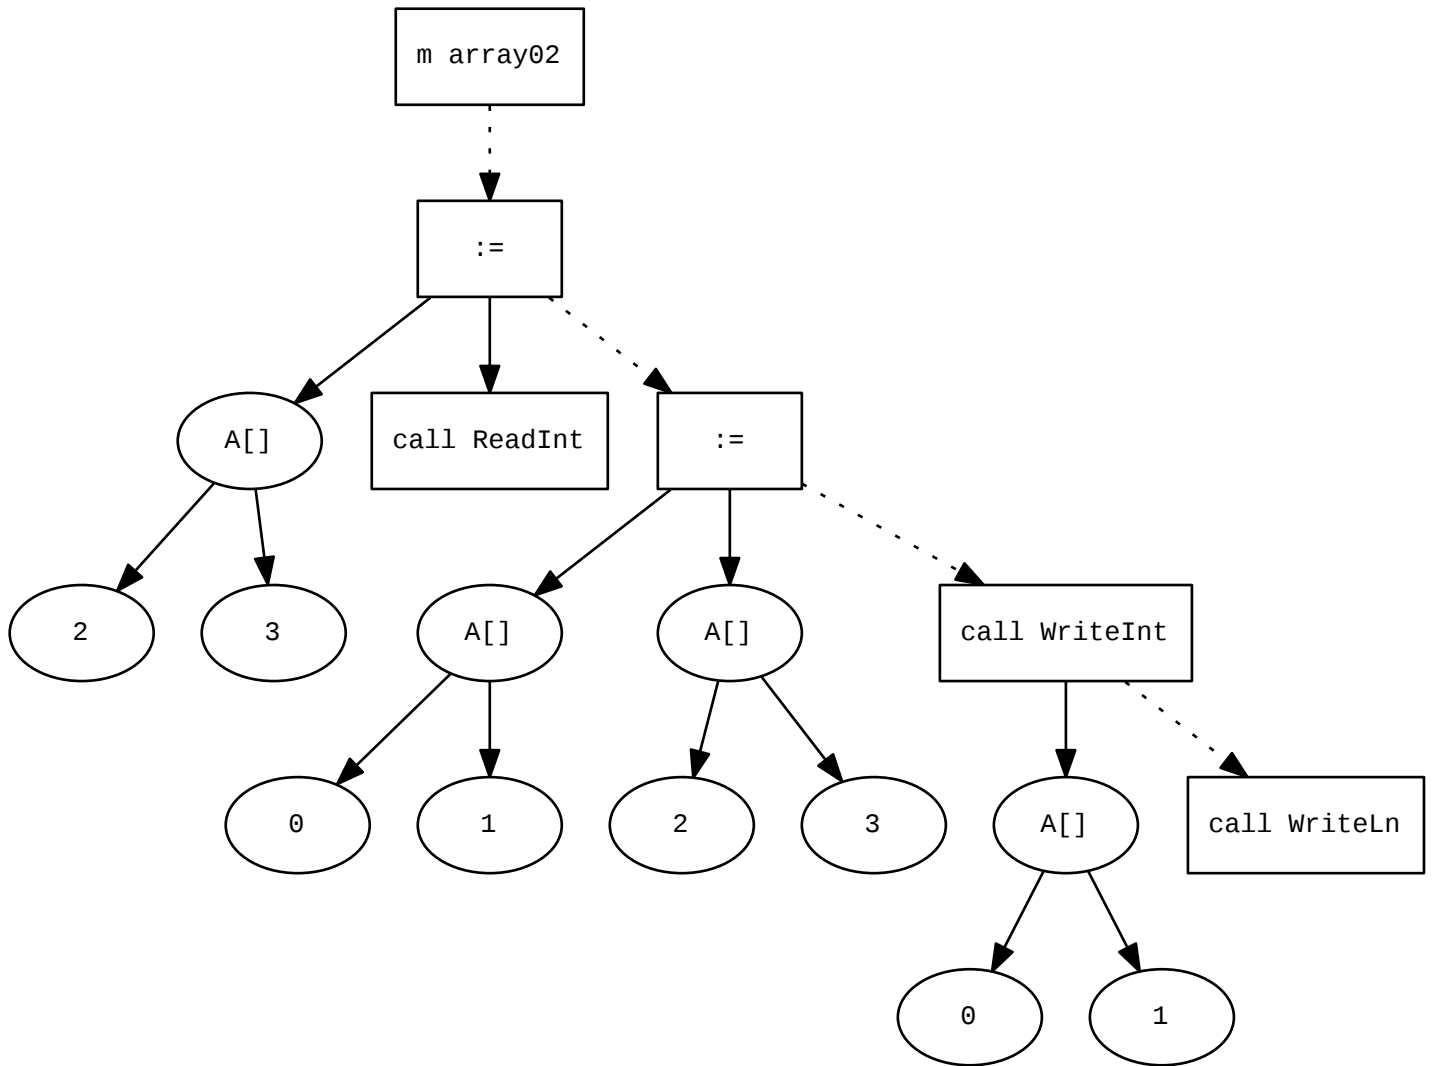 m array02
:=
A[]
call ReadInt
:=
2
3
A[]
A[]
call WriteInt
0
1
2
3
A[]
call WriteLn
0
1